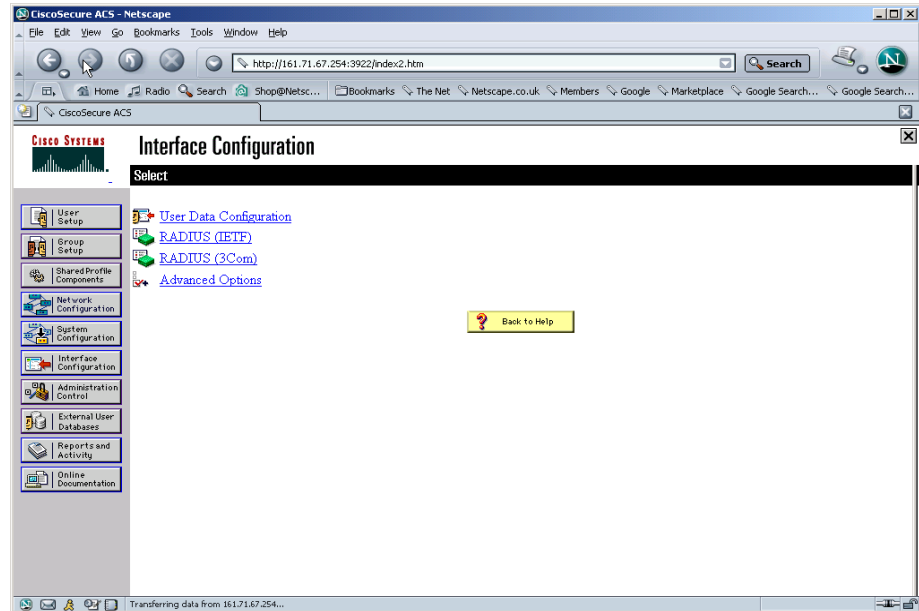 CiscoSecure ACS - Netscape
File Edit View Go Bookmarks Tools Window Help
http://161.71.67.254:3922/index2.htm
Search
N
Home Radio Search Shop@Netsc... Bookmarks The Net Netscape.co.uk Members Google Marketplace Google Search... Google Search...
CiscoSecure ACS
CISCO SYSTEMS
Interface Configuration
Select
User Setup
Group Setup
Shared Profile Components
Network Configuration
System Configuration
Interface Configuration
Administration Control
External User Databases
Reports and Activity
Online Documentation
User Data Configuration
RADIUS (IETF)
RADIUS (3Com)
Advanced Options
? Back to Help
Transferring data from 161.71.67.254...